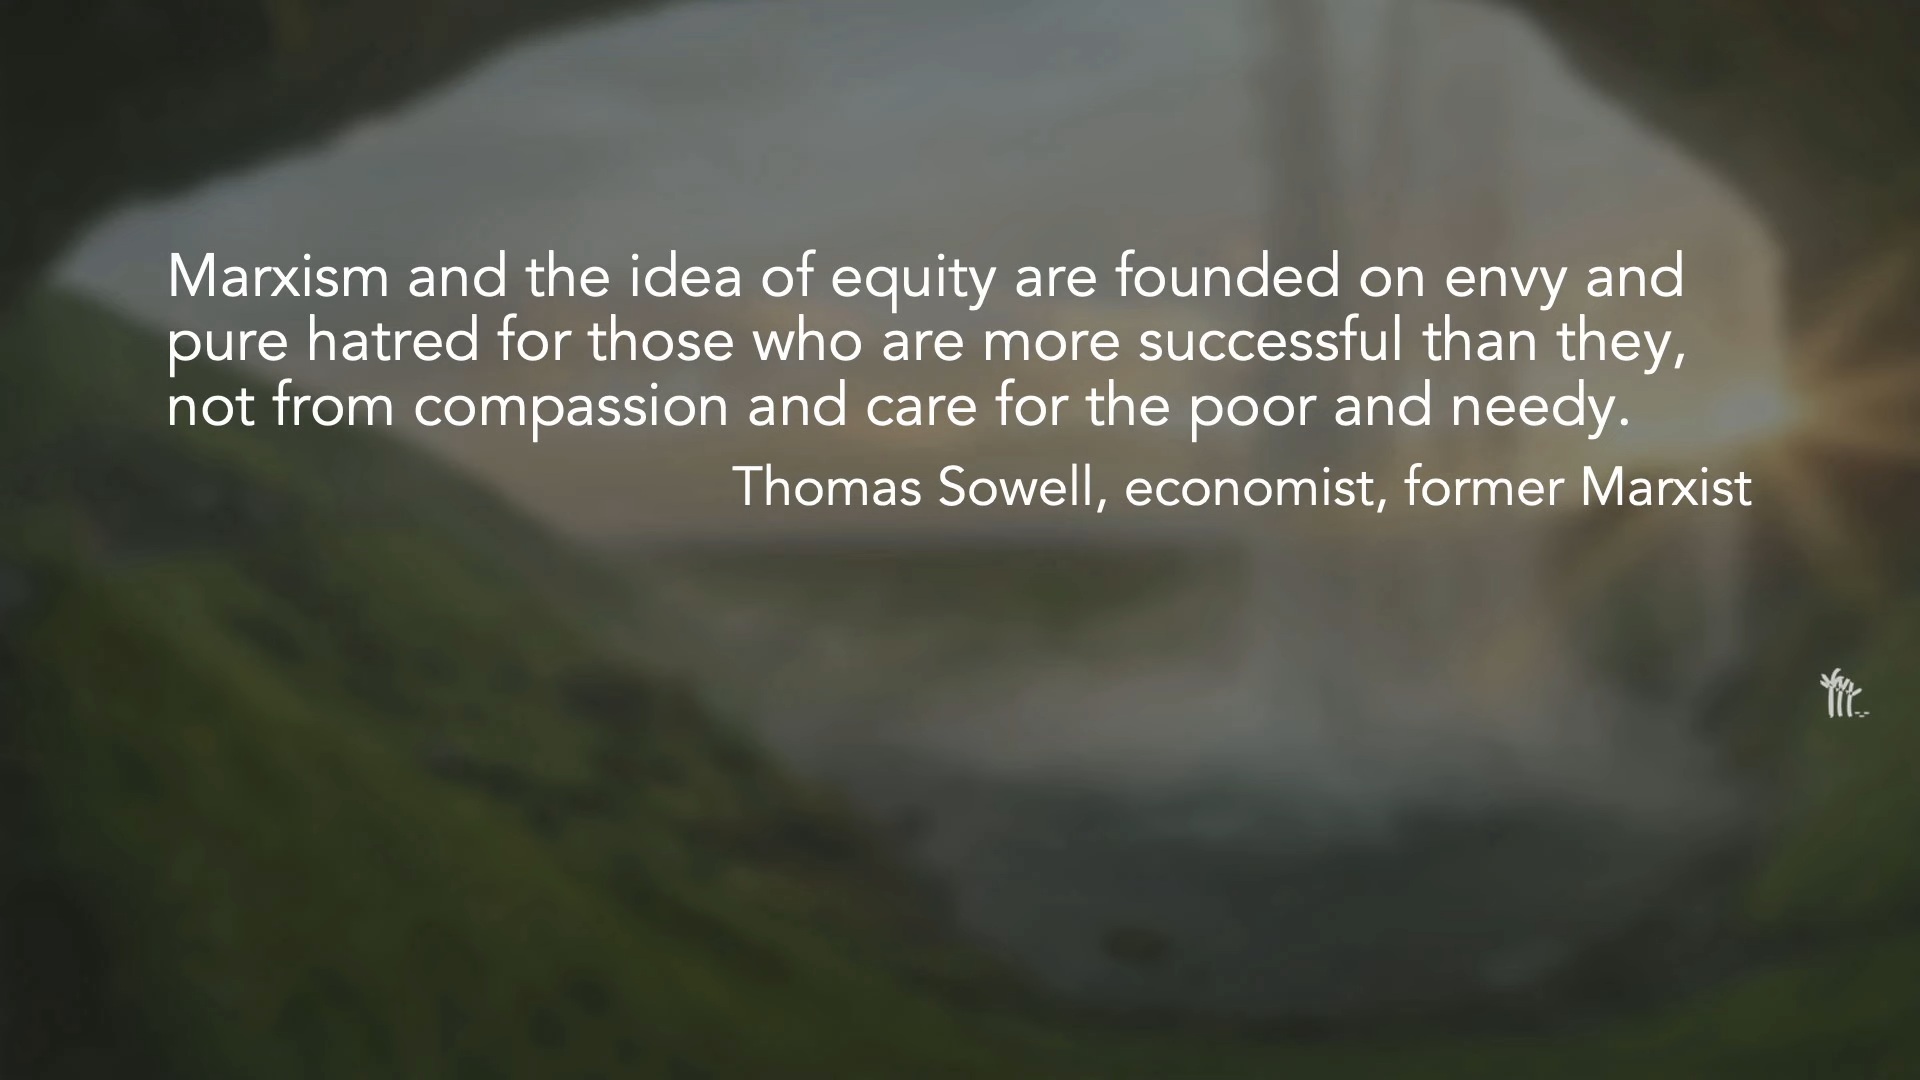 Marxism and the idea of equity are founded on envy and
pure hatred for those who are more successful than they,
not from compassion and care for the poor and needy.
Thomas Sowell, economist, former Marxist